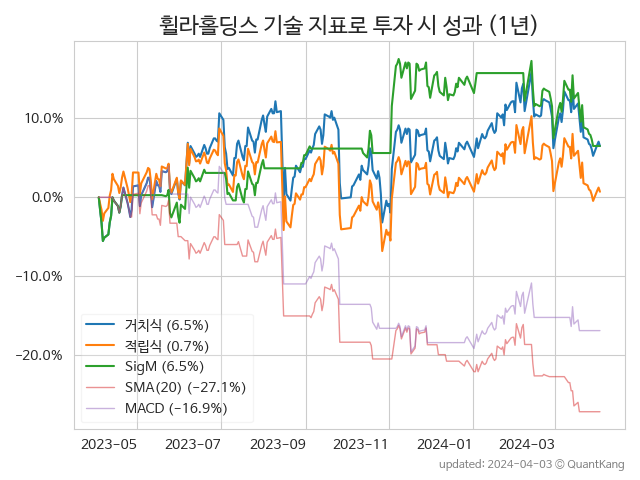 휠라홀딩스 기술 지표로 투자 시 성과 (1년)
10.0%
0.0%
−10.0%
−20.0%
거치식 (6.5%)
적립식 (0.7%)
SigM (6.5%)
SMA(20) (−27.1%)
MACD (−16.9%)
2023-05 2023-07 2023-09 2023-11 2024-01 2024-03
updated: 2024-04-03 © QuantKang